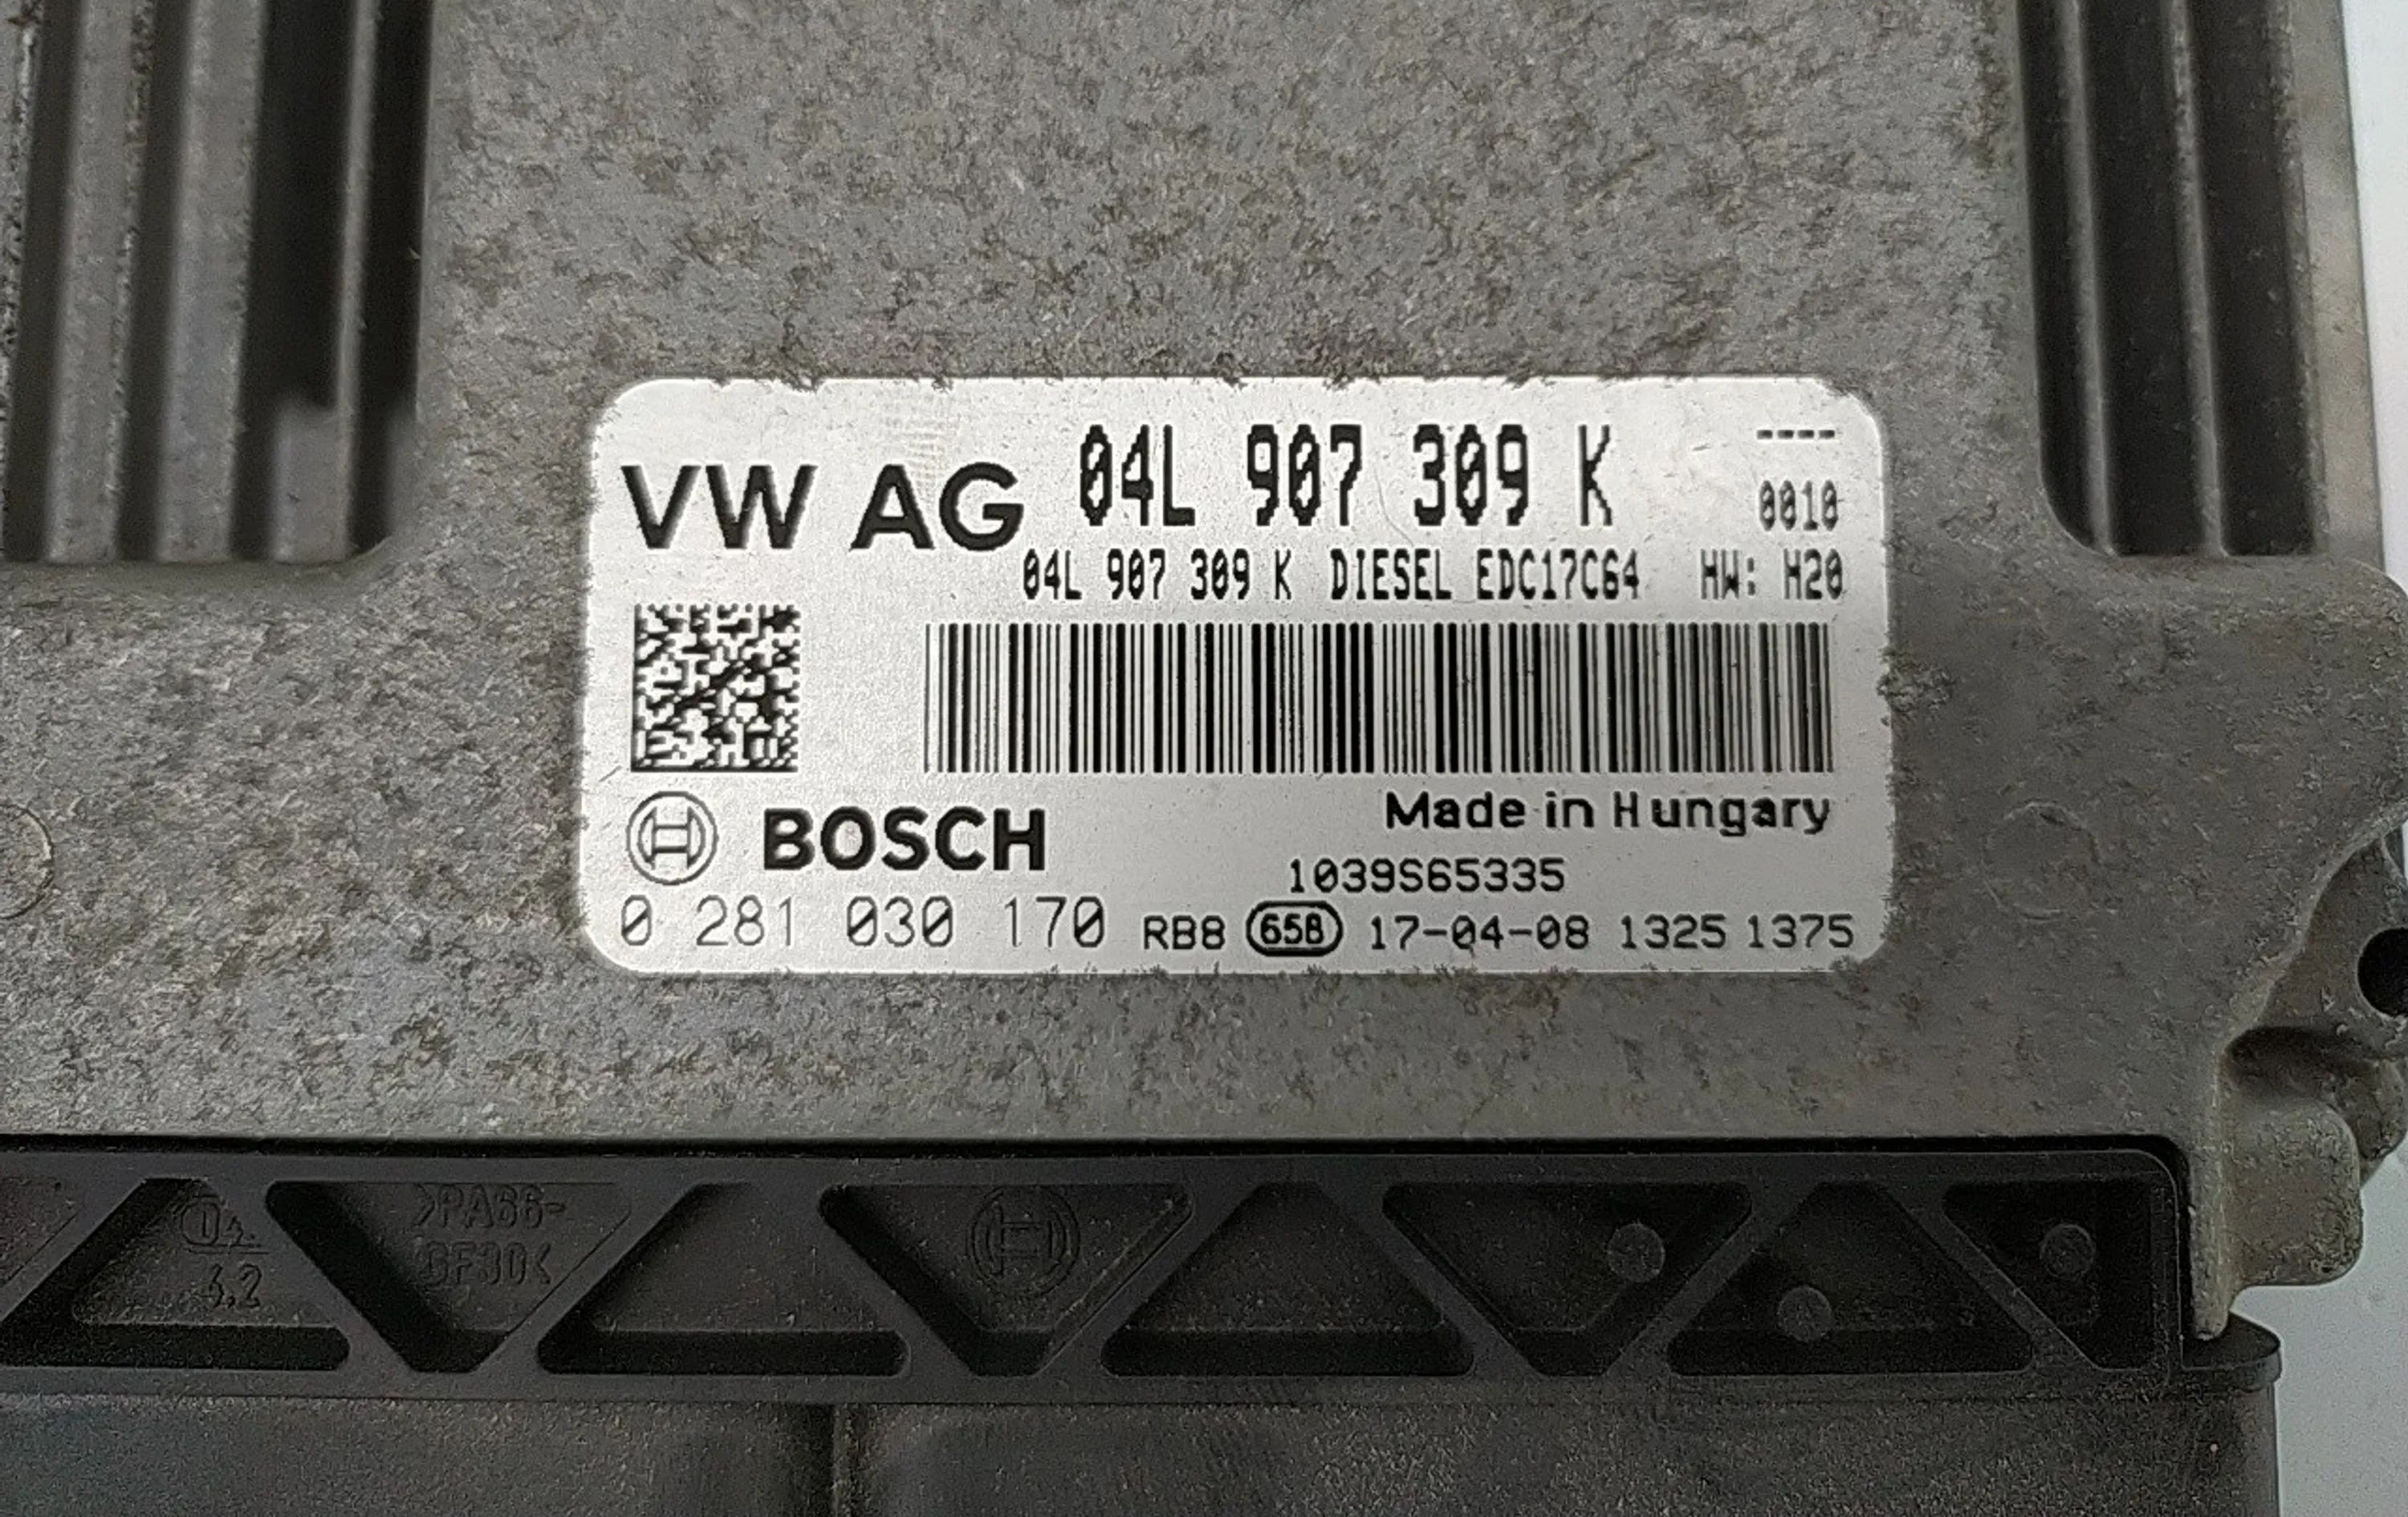 VW AG 04L 907 309 K ----
0010
04L 907 309 K DIESEL EDC17C64 HW: H20
BOSCH Made in Hungary
1039S65335
0 281 030 170 RB8 65B 17-04-08 1325 1375
>PA66-
GF30<